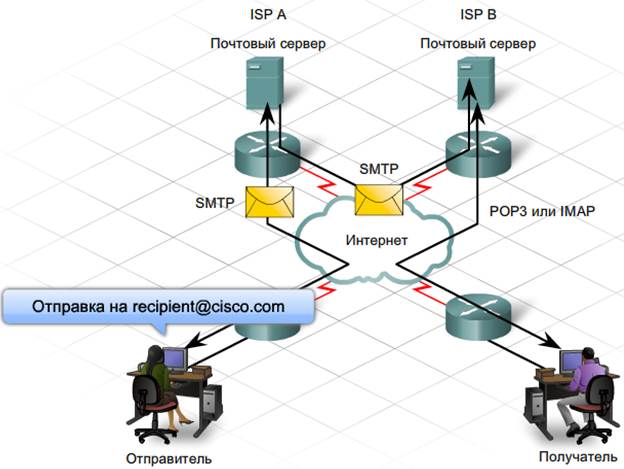 ISP A
ISP B
Почтовый сервер
Почтовый сервер
SMTP
SMTP
POP3 или IMAP
Интернет
Отправка на recipient@cisco.com
Отправитель
Получатель